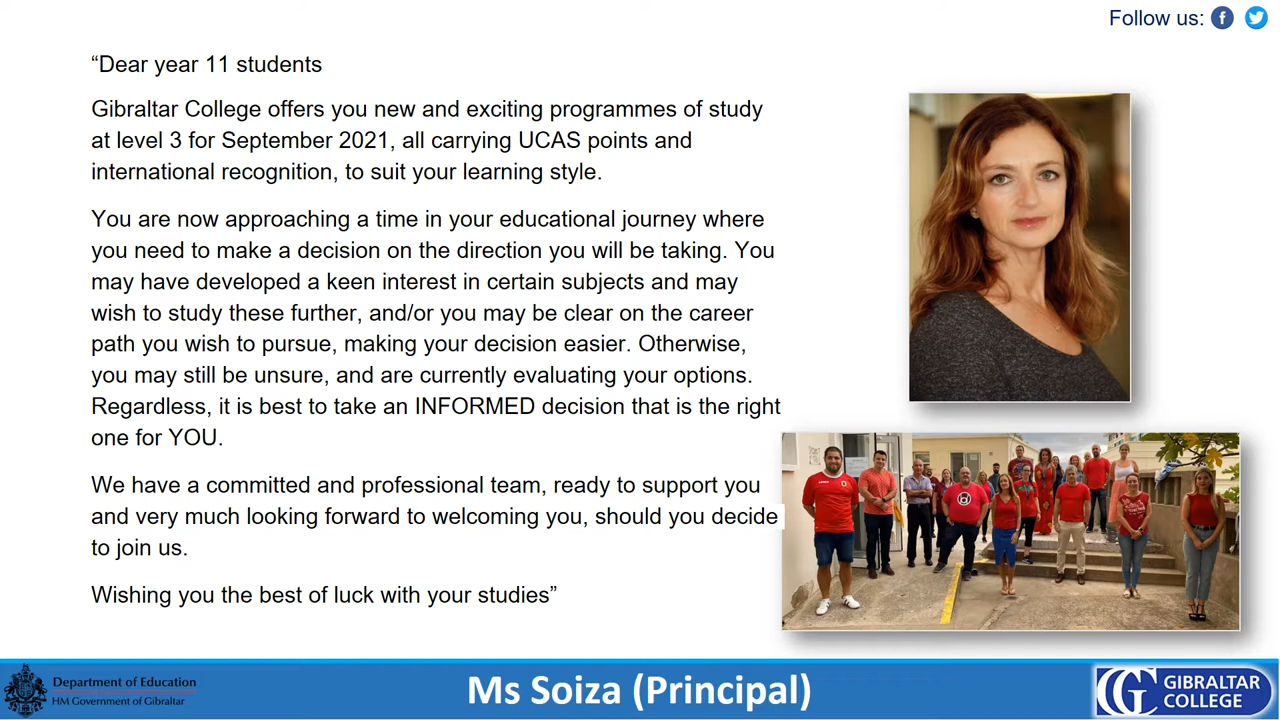 Follow us:
“Dear year 11 students
Gibraltar College offers you new and exciting programmes of study
at level 3 for September 2021, all carrying UCAS points and
international recognition, to suit your learning style.
You are now approaching a time in your educational journey where
you need to make a decision on the direction you will be taking. You
may have developed a keen interest in certain subjects and may
wish to study these further, and/or you may be clear on the career
path you wish to pursue, making your decision easier. Otherwise,
you may still be unsure, and are currently evaluating your options.
Regardless, it is best to take an INFORMED decision that is the right
one for YOU.
We have a committed and professional team, ready to support you
and very much looking forward to welcoming you, should you decide
to join us.
Wishing you the best of luck with your studies”
Department of Education
HM Government of Gibraltar
Ms Soiza (Principal)
GIBRALTAR
COLLEGE